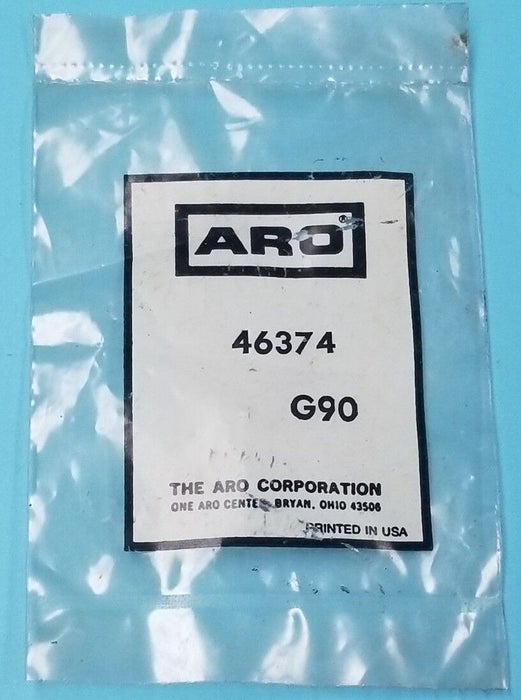 ARO®
46374
G90
THE ARO CORPORATION
ONE ARO CENTER, BRYAN, OHIO 43506
PRINTED IN USA